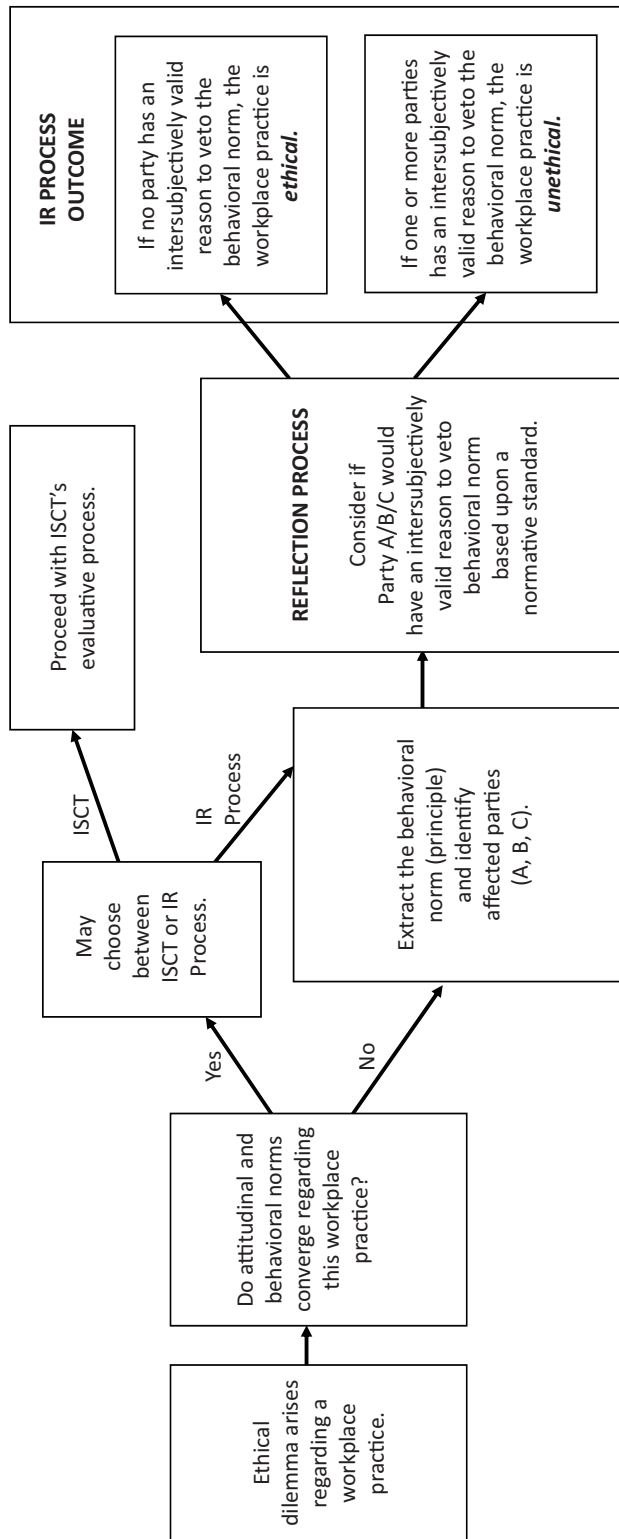 Ethical
dilemma arises
regarding a
workplace
practice.
Do attitudinal and
behavioral norms
converge regarding
this workplace
practice?
Yes
No
May
choose
between
ISCT or IR
Process.
ISCT
IR
Process
Proceed with ISCT's
evaluative process.
Extract the behavioral
norm (principle)
and identify
affected parties
(A, B, C).
REFLECTION PROCESS
Consider if
Party A/B/C would
have an intersubjectively
valid reason to veto
behavioral norm
based upon a
normative standard.
IR PROCESS
OUTCOME
If no party has an
intersubjectively valid
reason to veto the
behavioral norm, the
workplace practice is
ethical.
If one or more parties
has an intersubjectively
valid reason to veto the
behavioral norm, the
workplace practice is
unethical.